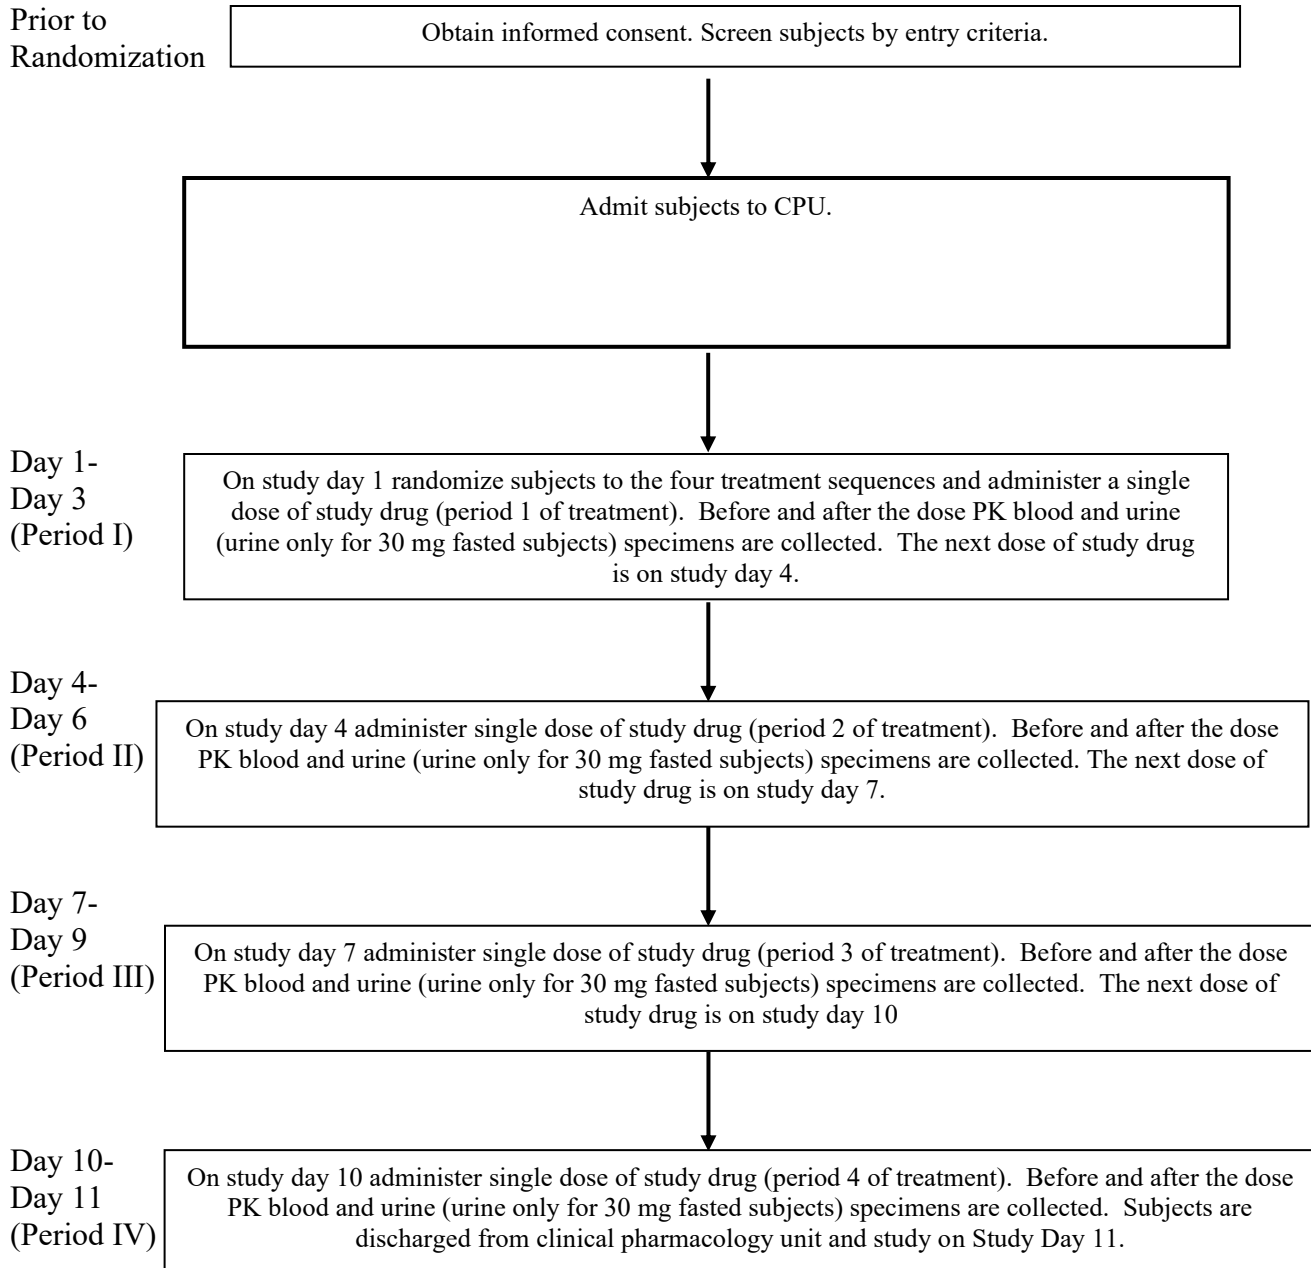 Prior to
Randomization
Obtain informed consent. Screen subjects by entry criteria.
Admit subjects to CPU.
Day 1-
Day 3
(Period I)
On study day 1 randomize subjects to the four treatment sequences and administer a single
dose of study drug (period 1 of treatment).  Before and after the dose PK blood and urine
(urine only for 30 mg fasted subjects) specimens are collected.  The next dose of study drug
is on study day 4.
Day 4-
Day 6
(Period II)
On study day 4 administer single dose of study drug (period 2 of treatment).  Before and after the dose
PK blood and urine (urine only for 30 mg fasted subjects) specimens are collected. The next dose of
study drug is on study day 7.
Day 7-
Day 9
(Period III)
On study day 7 administer single dose of study drug (period 3 of treatment).  Before and after the dose
PK blood and urine (urine only for 30 mg fasted subjects) specimens are collected.  The next dose of
study drug is on study day 10
Day 10-
Day 11
(Period IV)
On study day 10 administer single dose of study drug (period 4 of treatment).  Before and after the dose
PK blood and urine (urine only for 30 mg fasted subjects) specimens are collected.  Subjects are
discharged from clinical pharmacology unit and study on Study Day 11.